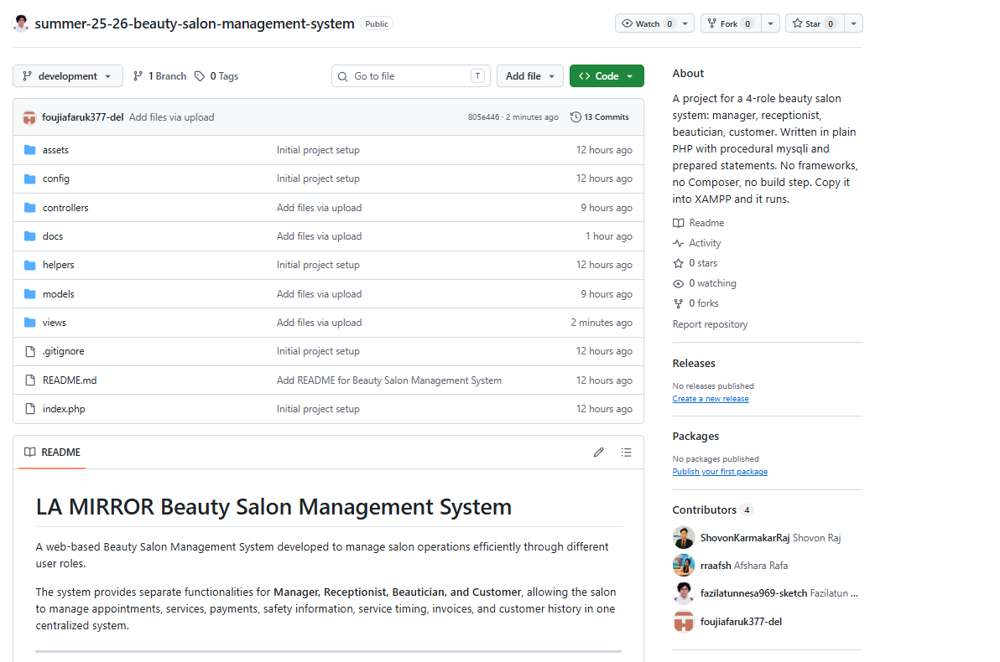 summer-25-26-beauty-salon-management-system Public Watch 0 Fork 0 Star 0
development 1 Branch 0 Tags Go to file T Add file Code
foujiafaruk377-del Add files via upload 805e446 · 2 minutes ago 13 Commits
assets Initial project setup 12 hours ago
config Initial project setup 12 hours ago
controllers Add files via upload 9 hours ago
docs Add files via upload 1 hour ago
helpers Initial project setup 12 hours ago
models Add files via upload 9 hours ago
views Add files via upload 2 minutes ago
.gitignore Initial project setup 12 hours ago
README.md Add README for Beauty Salon Management System 12 hours ago
index.php Initial project setup 12 hours ago
README
LA MIRROR Beauty Salon Management System
A web-based Beauty Salon Management System developed to manage salon operations efficiently through different
user roles.
The system provides separate functionalities for Manager, Receptionist, Beautician, and Customer, allowing the salon
to manage appointments, services, payments, safety information, service timing, invoices, and customer history in one
centralized system.
About
A project for a 4-role beauty salon
system: manager, receptionist,
beautician, customer. Written in plain
PHP with procedural mysqli and
prepared statements. No frameworks,
no Composer, no build step. Copy it
into XAMPP and it runs.
Readme
Activity
0 stars
0 watching
0 forks
Report repository
Releases
No releases published
Create a new release
Packages
No packages published
Publish your first package
Contributors 4
ShovonKarmakarRaj Shovon Raj
rraafsh Afshara Rafa
fazilatunnesa969-sketch Fazilatun ...
foujiafaruk377-del